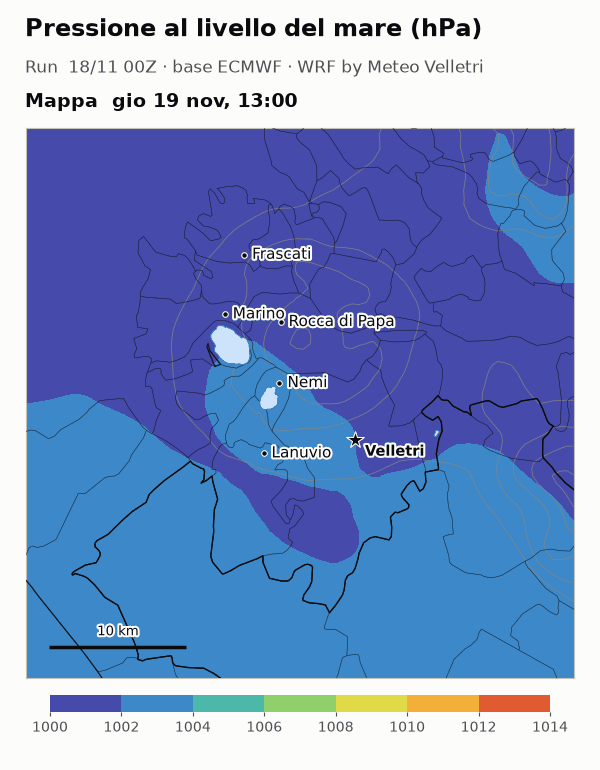 Pressione al livello del mare (hPa)
Run  18/11 00Z · base ECMWF · WRF by Meteo Velletri
Mappa  gio 19 nov, 13:00
Frascati
Marino
Rocca di Papa
Nemi
Velletri
Lanuvio
10 km
1000 1002 1004 1006 1008 1010 1012 1014